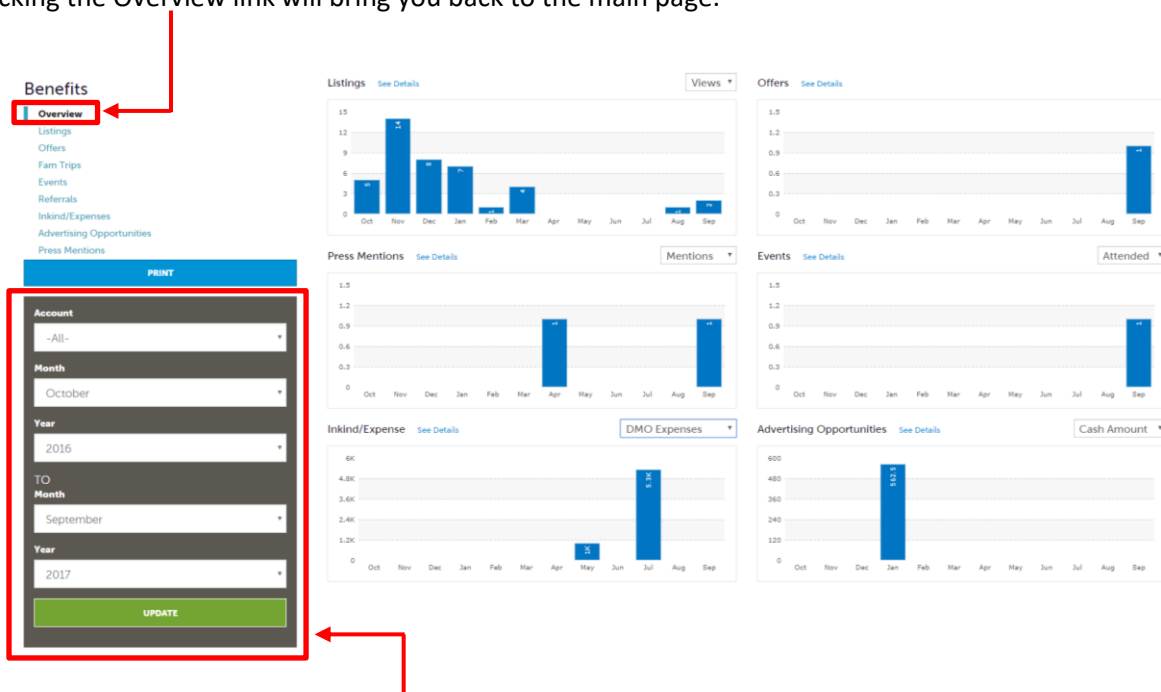 cking the Overview link will bring you back to the main page.
Benefits
Overview
Listings
Offers
Fam Trips
Events
Referrals
Inkind/Expenses
Advertising Opportunities
Press Mentions
PRINT
Account
-All-
Month
October
Year
2016
TO
Month
September
Year
2017
UPDATE
Listings See Details Views
15
12
9
6
3
0
5 14 8 7 1 4 1 2
Oct Nov Dec Jan Feb Mar Apr May Jun Jul Aug Sep
Offers See Details
1.5
1.2
0.9
0.6
0.3
0
1
Oct Nov Dec Jan Feb Mar Apr May Jun Jul Aug Sep
Press Mentions See Details Mentions
1.5
1.2
0.9
0.6
0.3
0
1 1
Oct Nov Dec Jan Feb Mar Apr May Jun Jul Aug Sep
Events See Details Attended
1.5
1.2
0.9
0.6
0.3
0
1
Oct Nov Dec Jan Feb Mar Apr May Jun Jul Aug Sep
Inkind/Expense See Details DMO Expenses
6K
4.8K
3.6K
2.4K
1.2K
0
1K 5.3K
Oct Nov Dec Jan Feb Mar Apr May Jun Jul Aug Sep
Advertising Opportunities See Details Cash Amount
600
480
360
240
120
0
562.5
Oct Nov Dec Jan Feb Mar Apr May Jun Jul Aug Sep